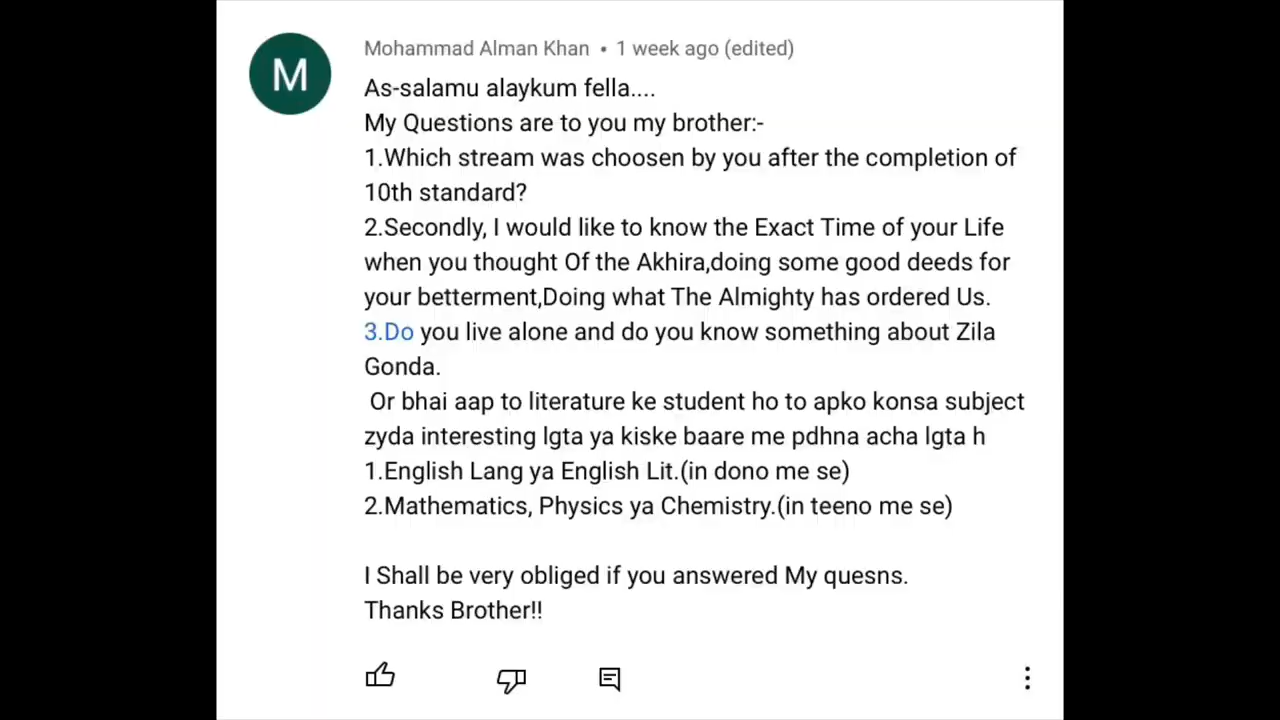 M
Mohammad Alman Khan • 1 week ago (edited)
As-salamu alaykum fella....
My Questions are to you my brother:-
1.Which stream was choosen by you after the completion of
10th standard?
2.Secondly, I would like to know the Exact Time of your Life
when you thought Of the Akhira,doing some good deeds for
your betterment,Doing what The Almighty has ordered Us.
3.Do you live alone and do you know something about Zila
Gonda.
Or bhai aap to literature ke student ho to apko konsa subject
zyda interesting lgta ya kiske baare me pdhna acha lgta h
1.English Lang ya English Lit.(in dono me se)
2.Mathematics, Physics ya Chemistry.(in teeno me se)
I Shall be very obliged if you answered My quesns.
Thanks Brother!!